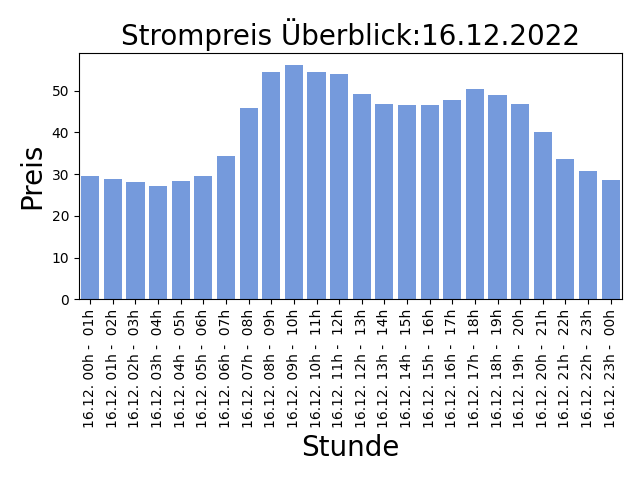 Strompreis Überblick:16.12.2022
Preis
50
40
30
20
10
0
16.12. 00h -   01h
16.12. 01h -   02h
16.12. 02h -   03h
16.12. 03h -   04h
16.12. 04h -   05h
16.12. 05h -   06h
16.12. 06h -   07h
16.12. 07h -   08h
16.12. 08h -   09h
16.12. 09h -   10h
16.12. 10h -   11h
16.12. 11h -   12h
16.12. 12h -   13h
16.12. 13h -   14h
16.12. 14h -   15h
16.12. 15h -   16h
16.12. 16h -   17h
16.12. 17h -   18h
16.12. 18h -   19h
16.12. 19h -   20h
16.12. 20h -   21h
16.12. 21h -   22h
16.12. 22h -   23h
16.12. 23h -   00h
Stunde